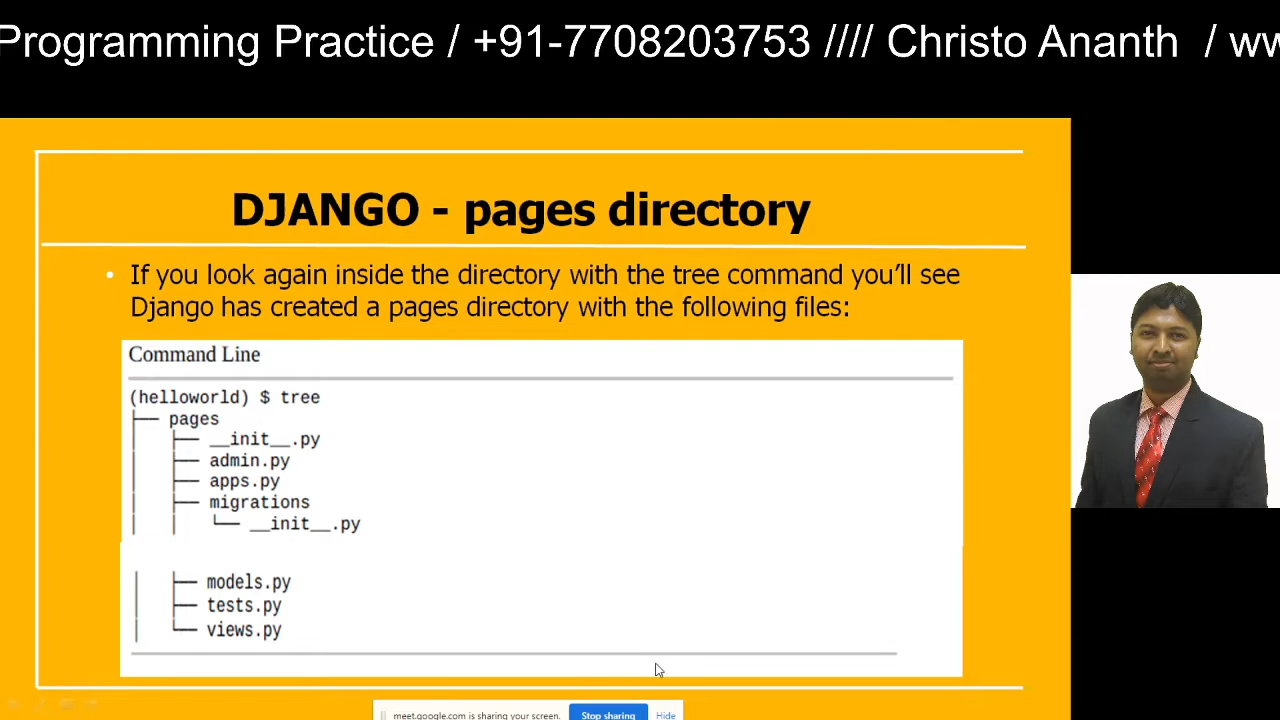 Programming Practice / +91-7708203753 //// Christo Ananth / ww
DJANGO - pages directory
• If you look again inside the directory with the tree command you’ll see
Django has created a pages directory with the following files:
Command Line
(helloworld) $ tree
├── pages
│   ├── __init__.py
│   ├── admin.py
│   ├── apps.py
│   ├── migrations
│   │   └── __init__.py
│   ├── models.py
│   ├── tests.py
│   └── views.py
meet.google.com is sharing your screen. Stop sharing Hide